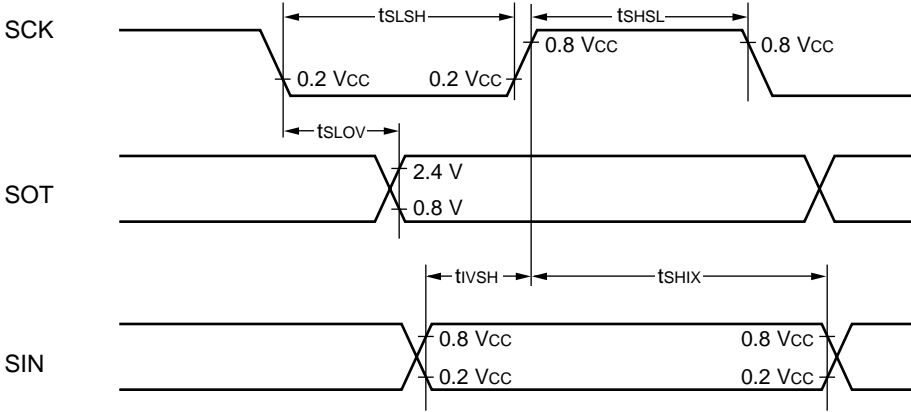 tSLSH tSHSL
SCK
0.8 VCC 0.8 VCC
0.2 VCC 0.2 VCC
tSLOV
2.4 V
SOT
0.8 V
tIVSH tSHIX
0.8 VCC 0.8 VCC
SIN
0.2 VCC 0.2 VCC